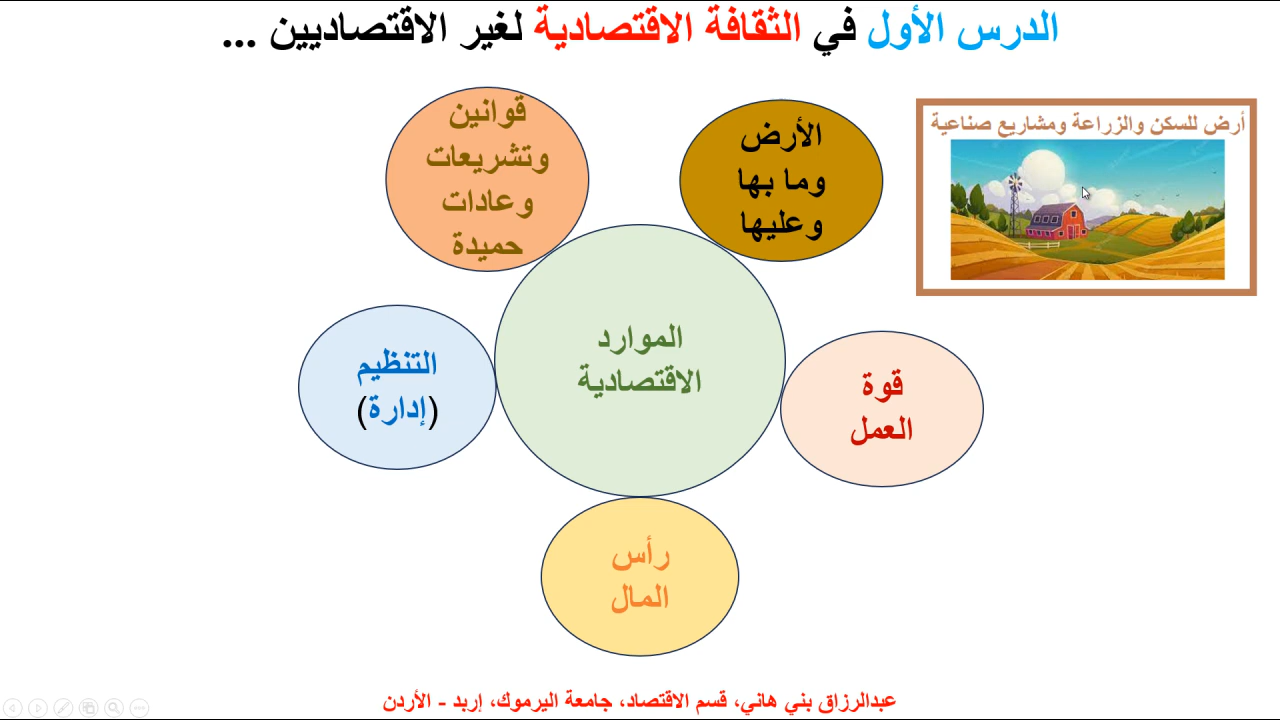 الدرس الأول في الثقافة الاقتصادية لغير الاقتصاديين ...
أرض للسكن والزراعة ومشاريع صناعية
الأرض
وما بها
وعليها
قوانين
وتشريعات
وعادات
حميدة
الموارد
الاقتصادية
قوة
العمل
التنظيم
(إدارة)
رأس
المال
عبدالرزاق بني هاني، قسم الاقتصاد، جامعة اليرموك، إربد - الأردن